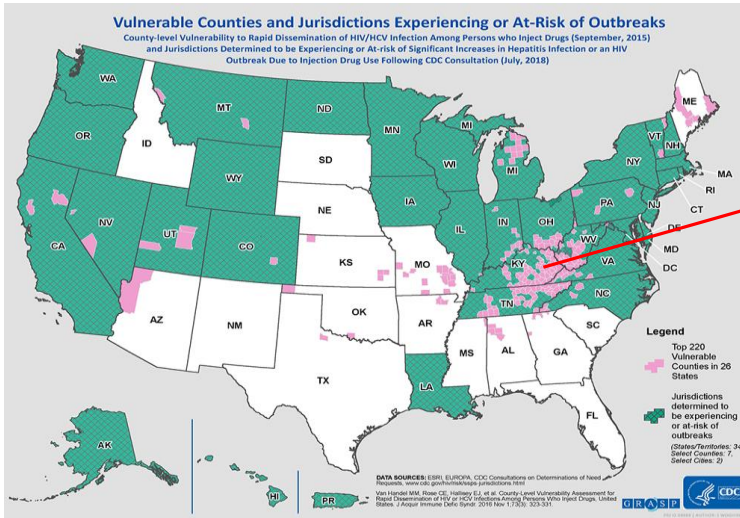 Vulnerable Counties and Jurisdictions Experiencing or At-Risk of Outbreaks
County-level Vulnerability to Rapid Dissemination of HIV/HCV Infection Among Persons who Inject Drugs (September, 2015)
and Jurisdictions Determined to be Experiencing or At-risk of Significant Increases in Hepatitis Infection or an HIV
Outbreak Due to Injection Drug Use Following CDC Consultation (July, 2018)
WA
MT
ND
MN
MI
ME
OR
ID
SD
WI
MI
VT
NH
NY
MA
RI
CT
WY
IA
NE
PA
NJ
NV
UT
CO
IL
IN
OH
DE
MD
DC
CA
KS
MO
KY
WV
VA
AZ
NM
OK
AR
TN
NC
SC
MS
AL
GA
TX
LA
FL
AK
HI
PR
Legend
Top 220
Vulnerable
Counties in 26
States
Jurisdictions
determined to
be experiencing
or at-risk of
outbreaks
(States/Territories: 34
Select Counties: 7,
Select Cities: 2)
DATA SOURCES: ESRI, EUROPA, CDC Consultations on Determinations of Need
Requests, www.cdc.gov/hiv/risk/ssps-jurisdictions.html
Van Handel MM, Rose CE, Hallisey EJ, et al. County-Level Vulnerability Assessment for
Rapid Dissemination of HIV or HCV Infections Among Persons Who Inject Drugs, United
States. J Acquir Immune Defic Syndr. 2016 Nov 1;73(3): 323-331.
GRASP
CDC